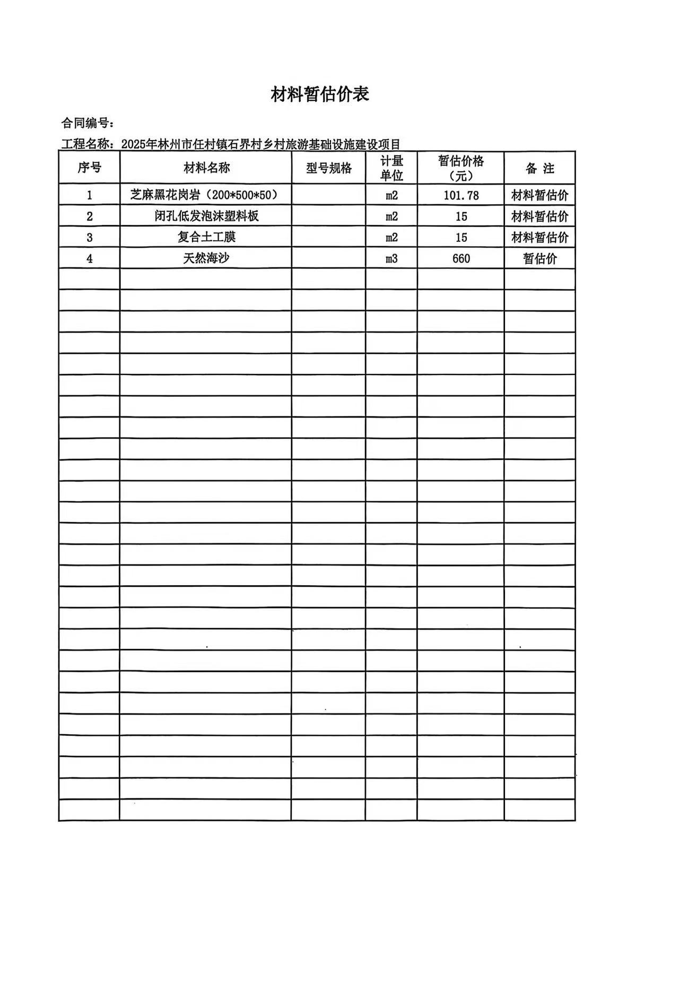 材料暂估价表
合同编号：
工程名称：2025年林州市任村镇石界村乡村旅游基础设施建设项目
序号 材料名称 型号规格 计量单位 暂估价格（元） 备 注
1 芝麻黑花岗岩（200*500*50） m2 101.78 材料暂估价
2 闭孔低发泡沫塑料板 m2 15 材料暂估价
3 复合土工膜 m2 15 材料暂估价
4 天然海沙 m3 660 暂估价